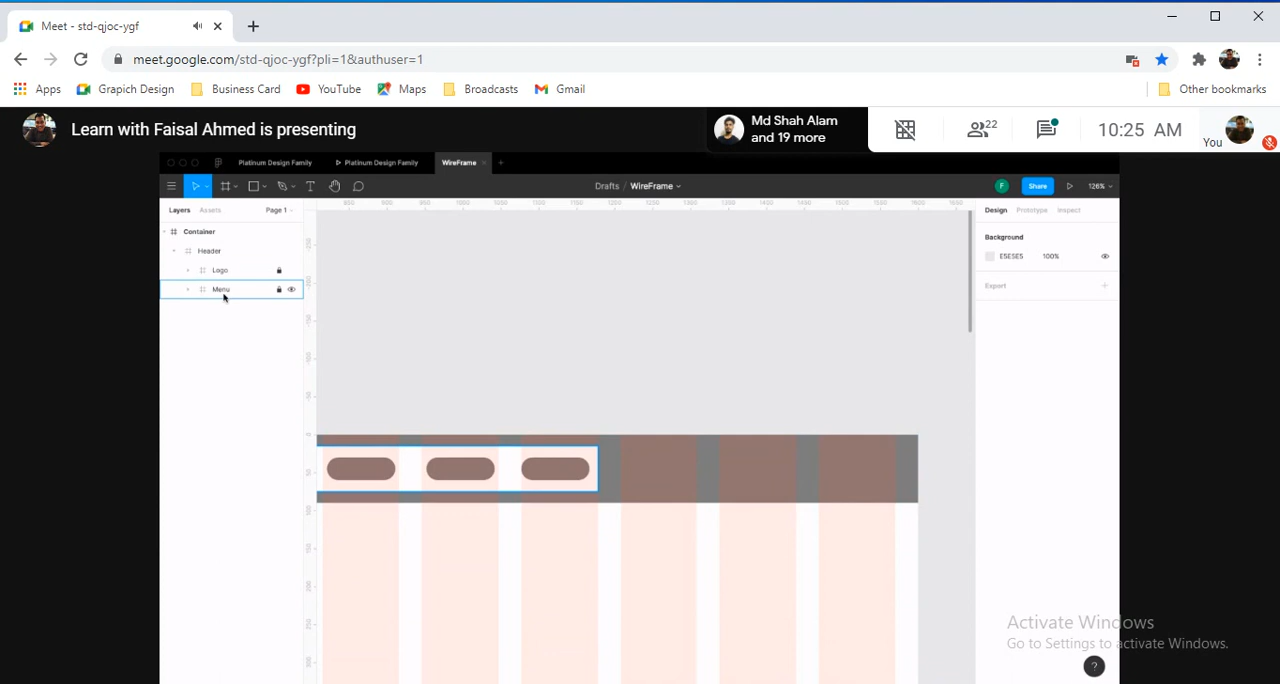 Meet - std-qjoc-ygf
meet.google.com/std-qjoc-ygf?pli=1&authuser=1
Apps Grapich Design Business Card YouTube Maps Broadcasts Gmail Other bookmarks
Learn with Faisal Ahmed is presenting
Md Shah Alam
and 19 more
22
10:25 AM
You
Platinum Design Family Platinum Design Family WireFrame
Drafts / WireFrame
F Share 126%
Layers Assets Page 1
Design Prototype Inspect
Container
Header
Logo
Menu
Background
E5E5E5 100%
Export
Activate Windows
Go to Settings to activate Windows.
?